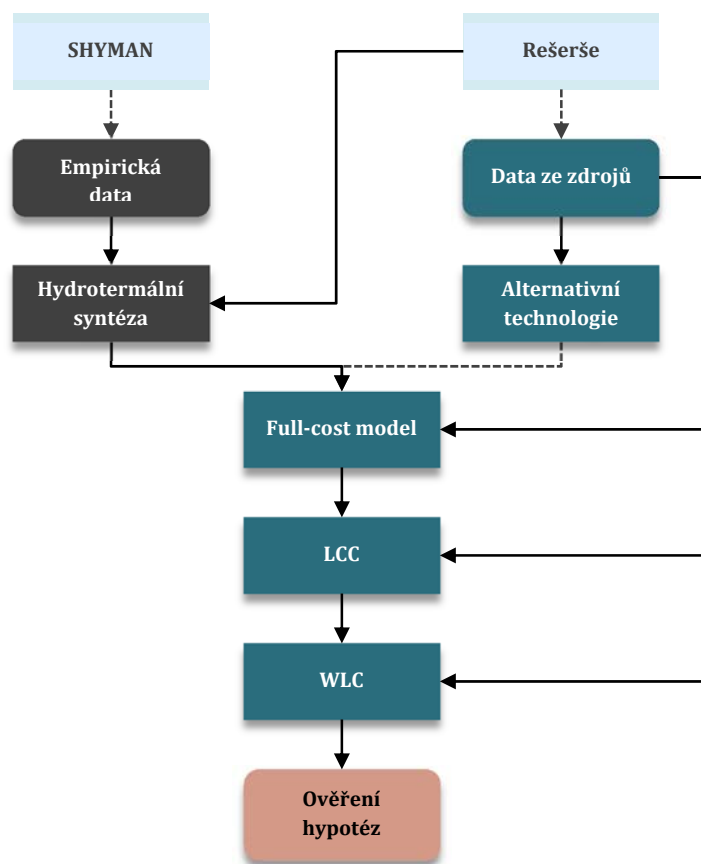 SHYMAN
Rešerše
Empirická
data
Data ze zdrojů
Hydrotermální
syntéza
Alternativní
technologie
Full-cost model
LCC
WLC
Ověření
hypotéz